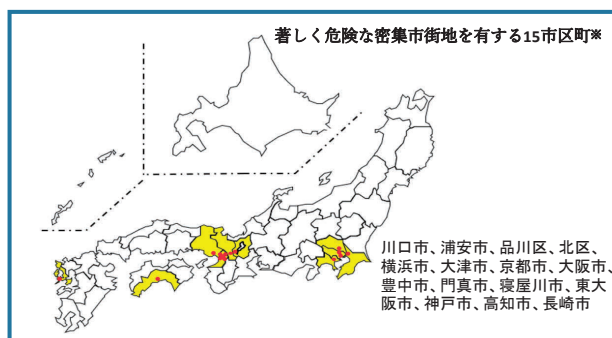 著しく危険な密集市街地を有する15市区町※
川口市、浦安市、品川区、北区、
横浜市、大津市、京都市、大阪市、
豊中市、門真市、寝屋川市、東大
阪市、神戸市、高知市、長崎市